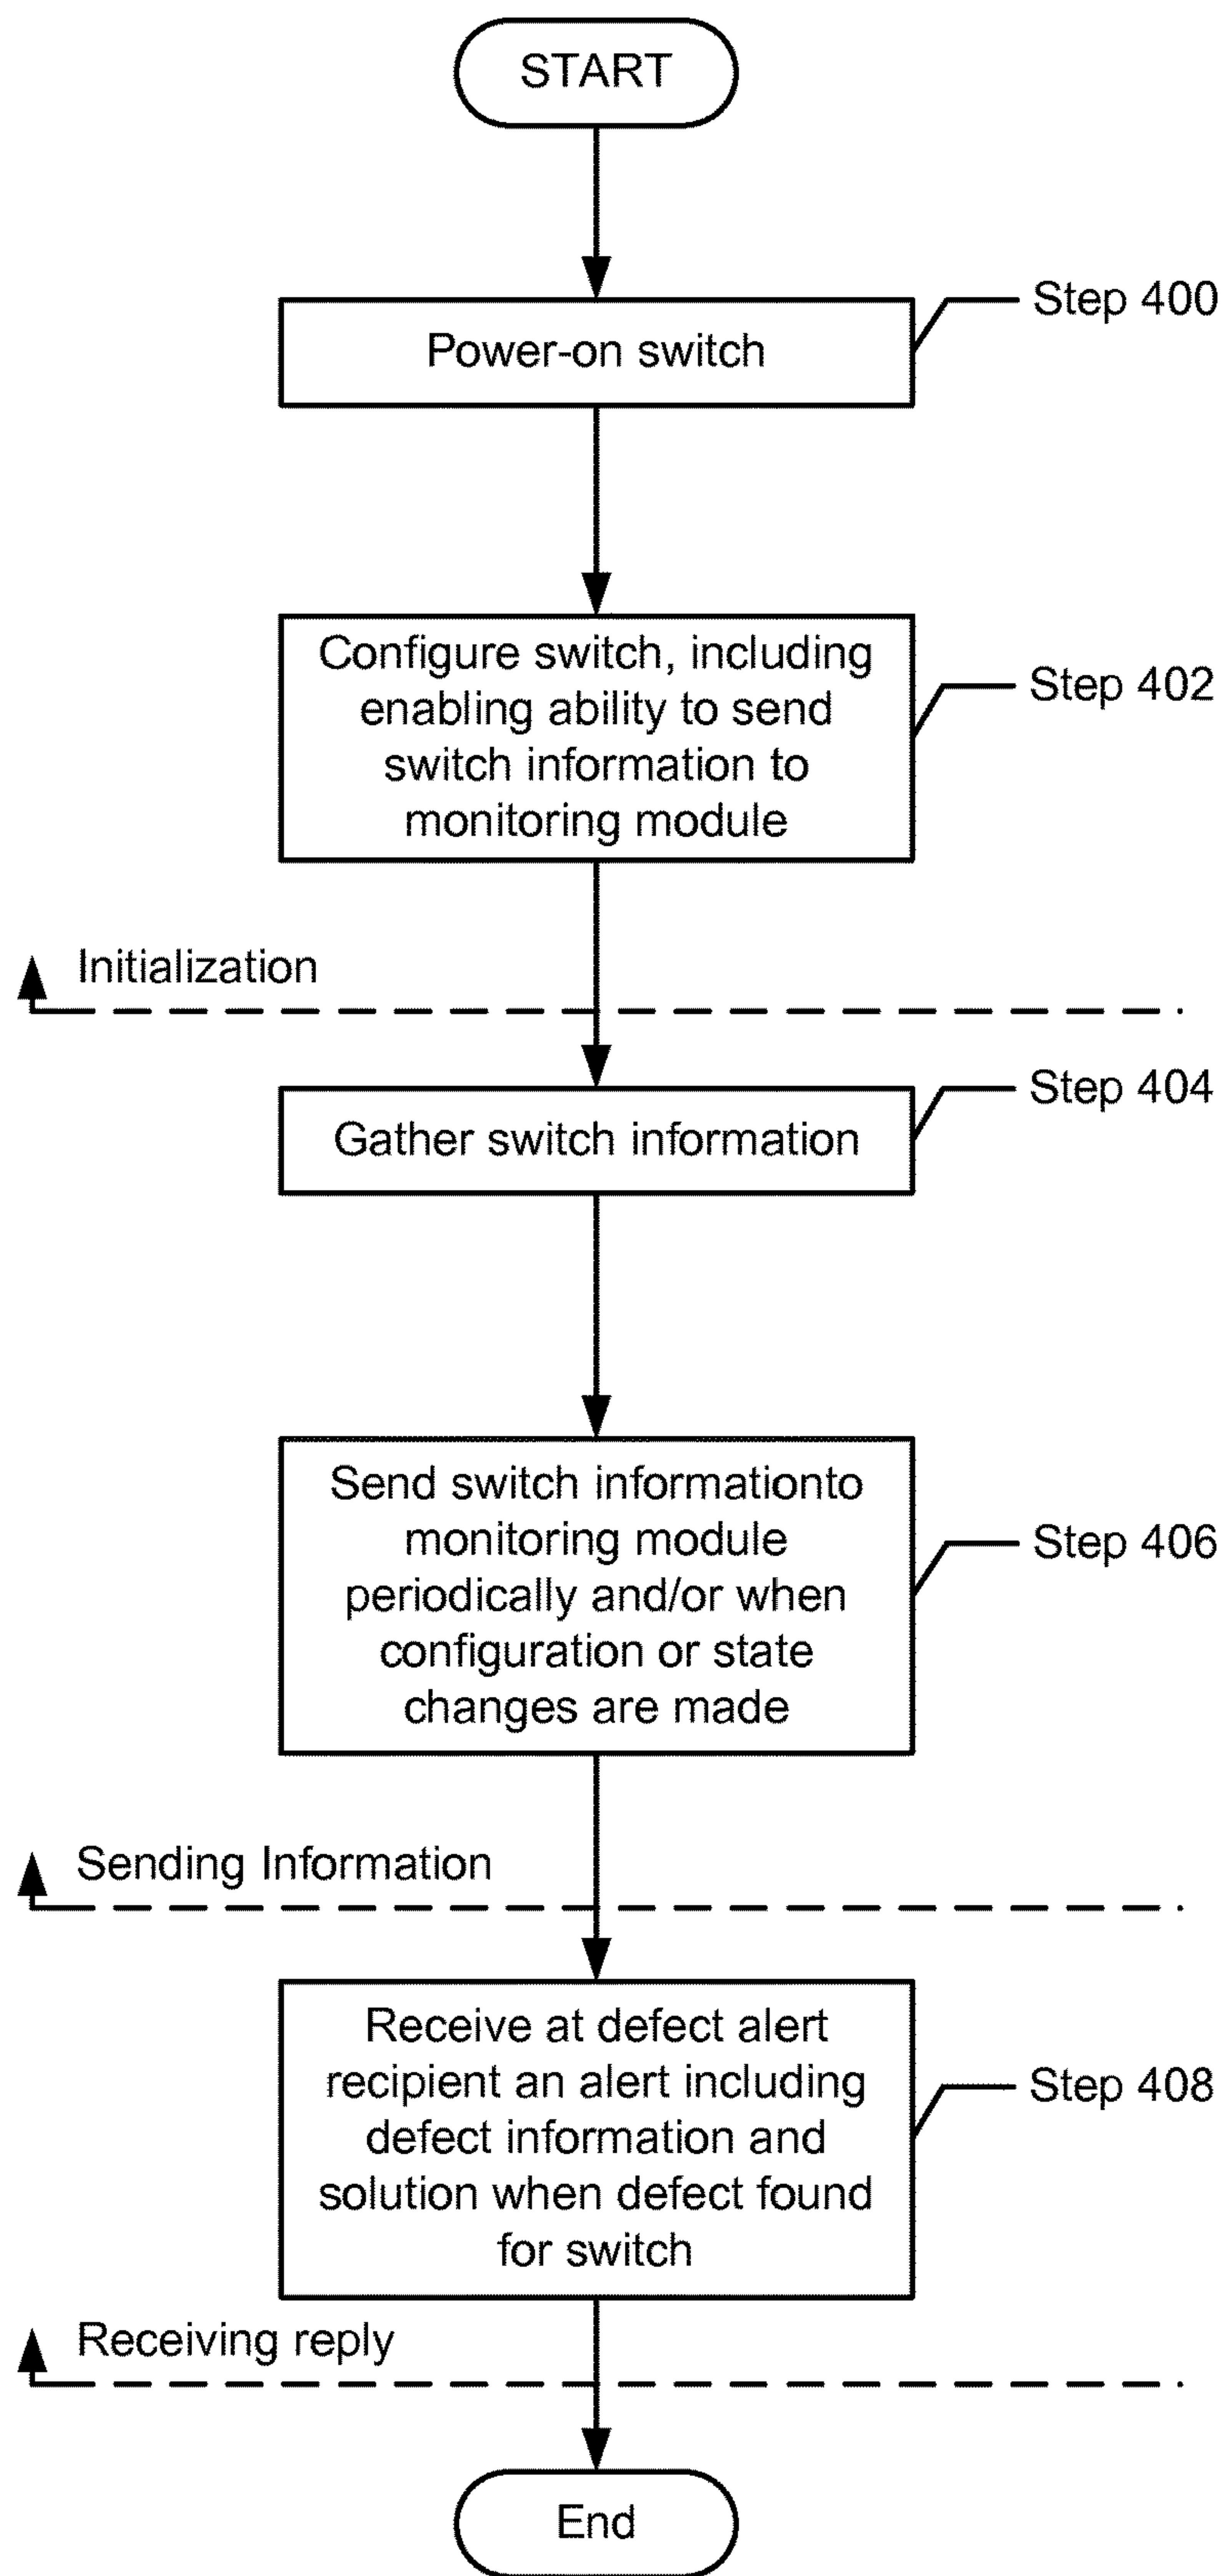 START
Power-on switch
Step 400
Configure switch, including
enabling ability to send
switch information to
monitoring module
Step 402
Initialization
Gather switch information
Step 404
Send switch informationto
monitoring module
periodically and/or when
configuration or state
changes are made
Step 406
Sending Information
Receive at defect alert
recipient an alert including
defect information and
solution when defect found
for switch
Step 408
Receiving reply
End